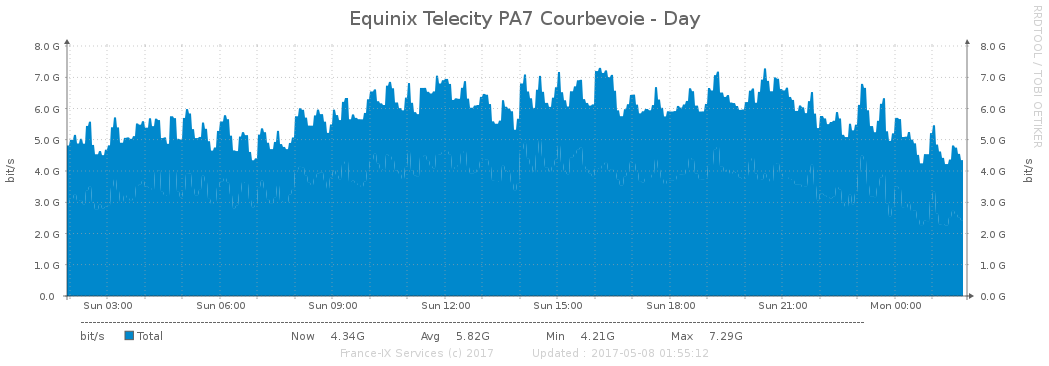 Equinix Telecity PA7 Courbevoie - Day
RRDTOOL / TOBI OETIKER
bit/s
8.0 G 8.0 G
7.0 G 7.0 G
6.0 G 6.0 G
5.0 G 5.0 G
4.0 G 4.0 G
3.0 G 3.0 G
2.0 G 2.0 G
1.0 G 1.0 G
0.0 0.0 G
bit/s
Sun 03:00 Sun 06:00 Sun 09:00 Sun 12:00 Sun 15:00 Sun 18:00 Sun 21:00 Mon 00:00
bit/s Total Now 4.34G Avg 5.82G Min 4.21G Max 7.29G
France-IX Services (c) 2017 Updated : 2017-05-08 01:55:12